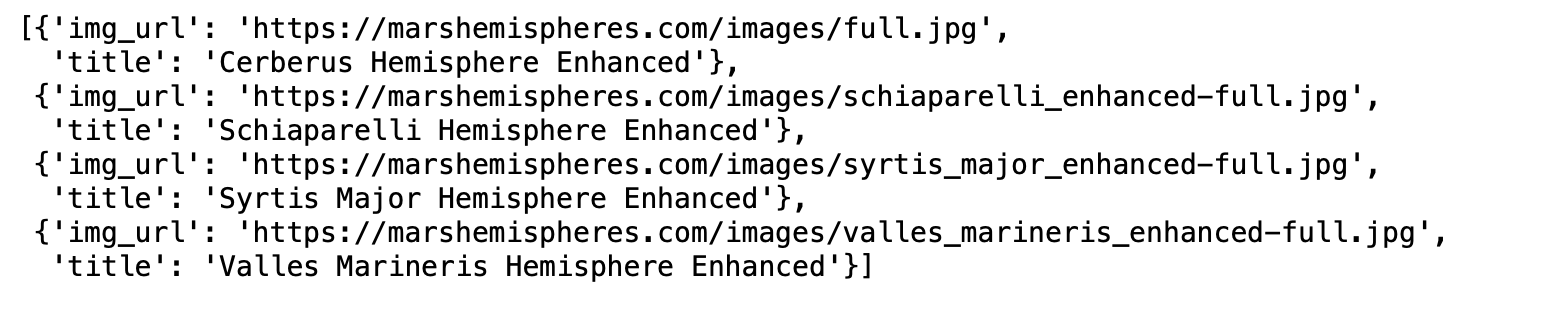 [{'img_url': 'https://marshemispheres.com/images/full.jpg',
  'title': 'Cerberus Hemisphere Enhanced'},
 {'img_url': 'https://marshemispheres.com/images/schiaparelli_enhanced-full.jpg',
  'title': 'Schiaparelli Hemisphere Enhanced'},
 {'img_url': 'https://marshemispheres.com/images/syrtis_major_enhanced-full.jpg',
  'title': 'Syrtis Major Hemisphere Enhanced'},
 {'img_url': 'https://marshemispheres.com/images/valles_marineris_enhanced-full.jpg',
  'title': 'Valles Marineris Hemisphere Enhanced'}]